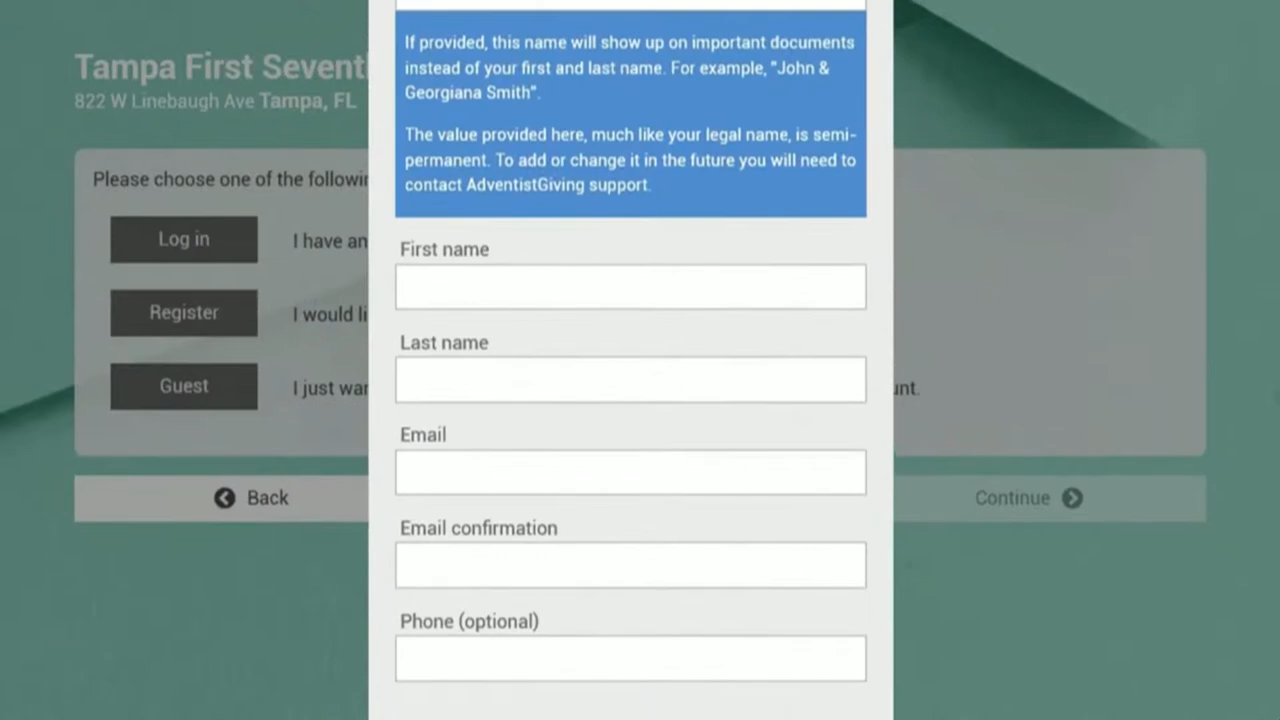 If provided, this name will show up on important documents
instead of your first and last name. For example, "John &
Georgiana Smith".
The value provided here, much like your legal name, is semi-
permanent. To add or change it in the future you will need to
contact AdventistGiving support.
First name
Last name
Email
Email confirmation
Phone (optional)
Tampa First Sevent
822 W Linebaugh Ave Tampa, FL
Please choose one of the followin
Log in
I have an
Register
I would li
Guest
I just wan
Back
Continue